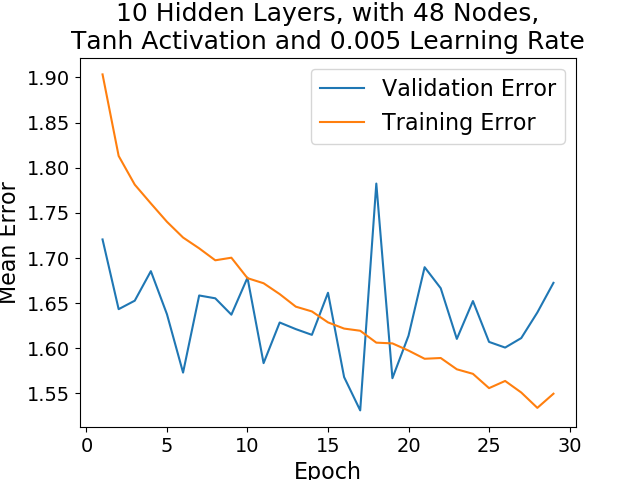 10 Hidden Layers, with 48 Nodes,
Tanh Activation and 0.005 Learning Rate
Validation Error
Training Error
Mean Error
1.90
1.85
1.80
1.75
1.70
1.65
1.60
1.55
0 5 10 15 20 25 30
Epoch